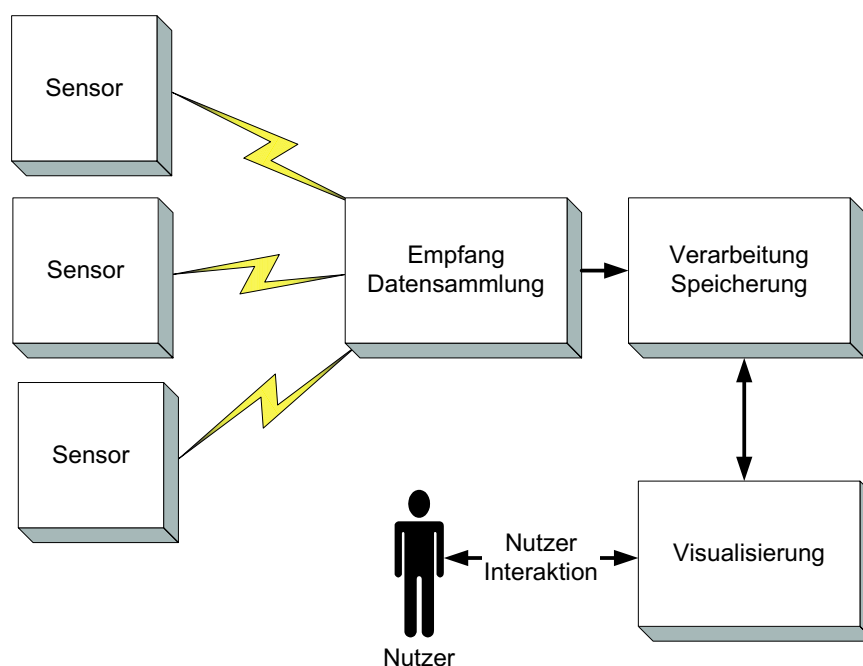 Sensor
Sensor
Sensor
Empfang
Datensammlung
Verarbeitung
Speicherung
Visualisierung
Nutzer
Interaktion
Nutzer